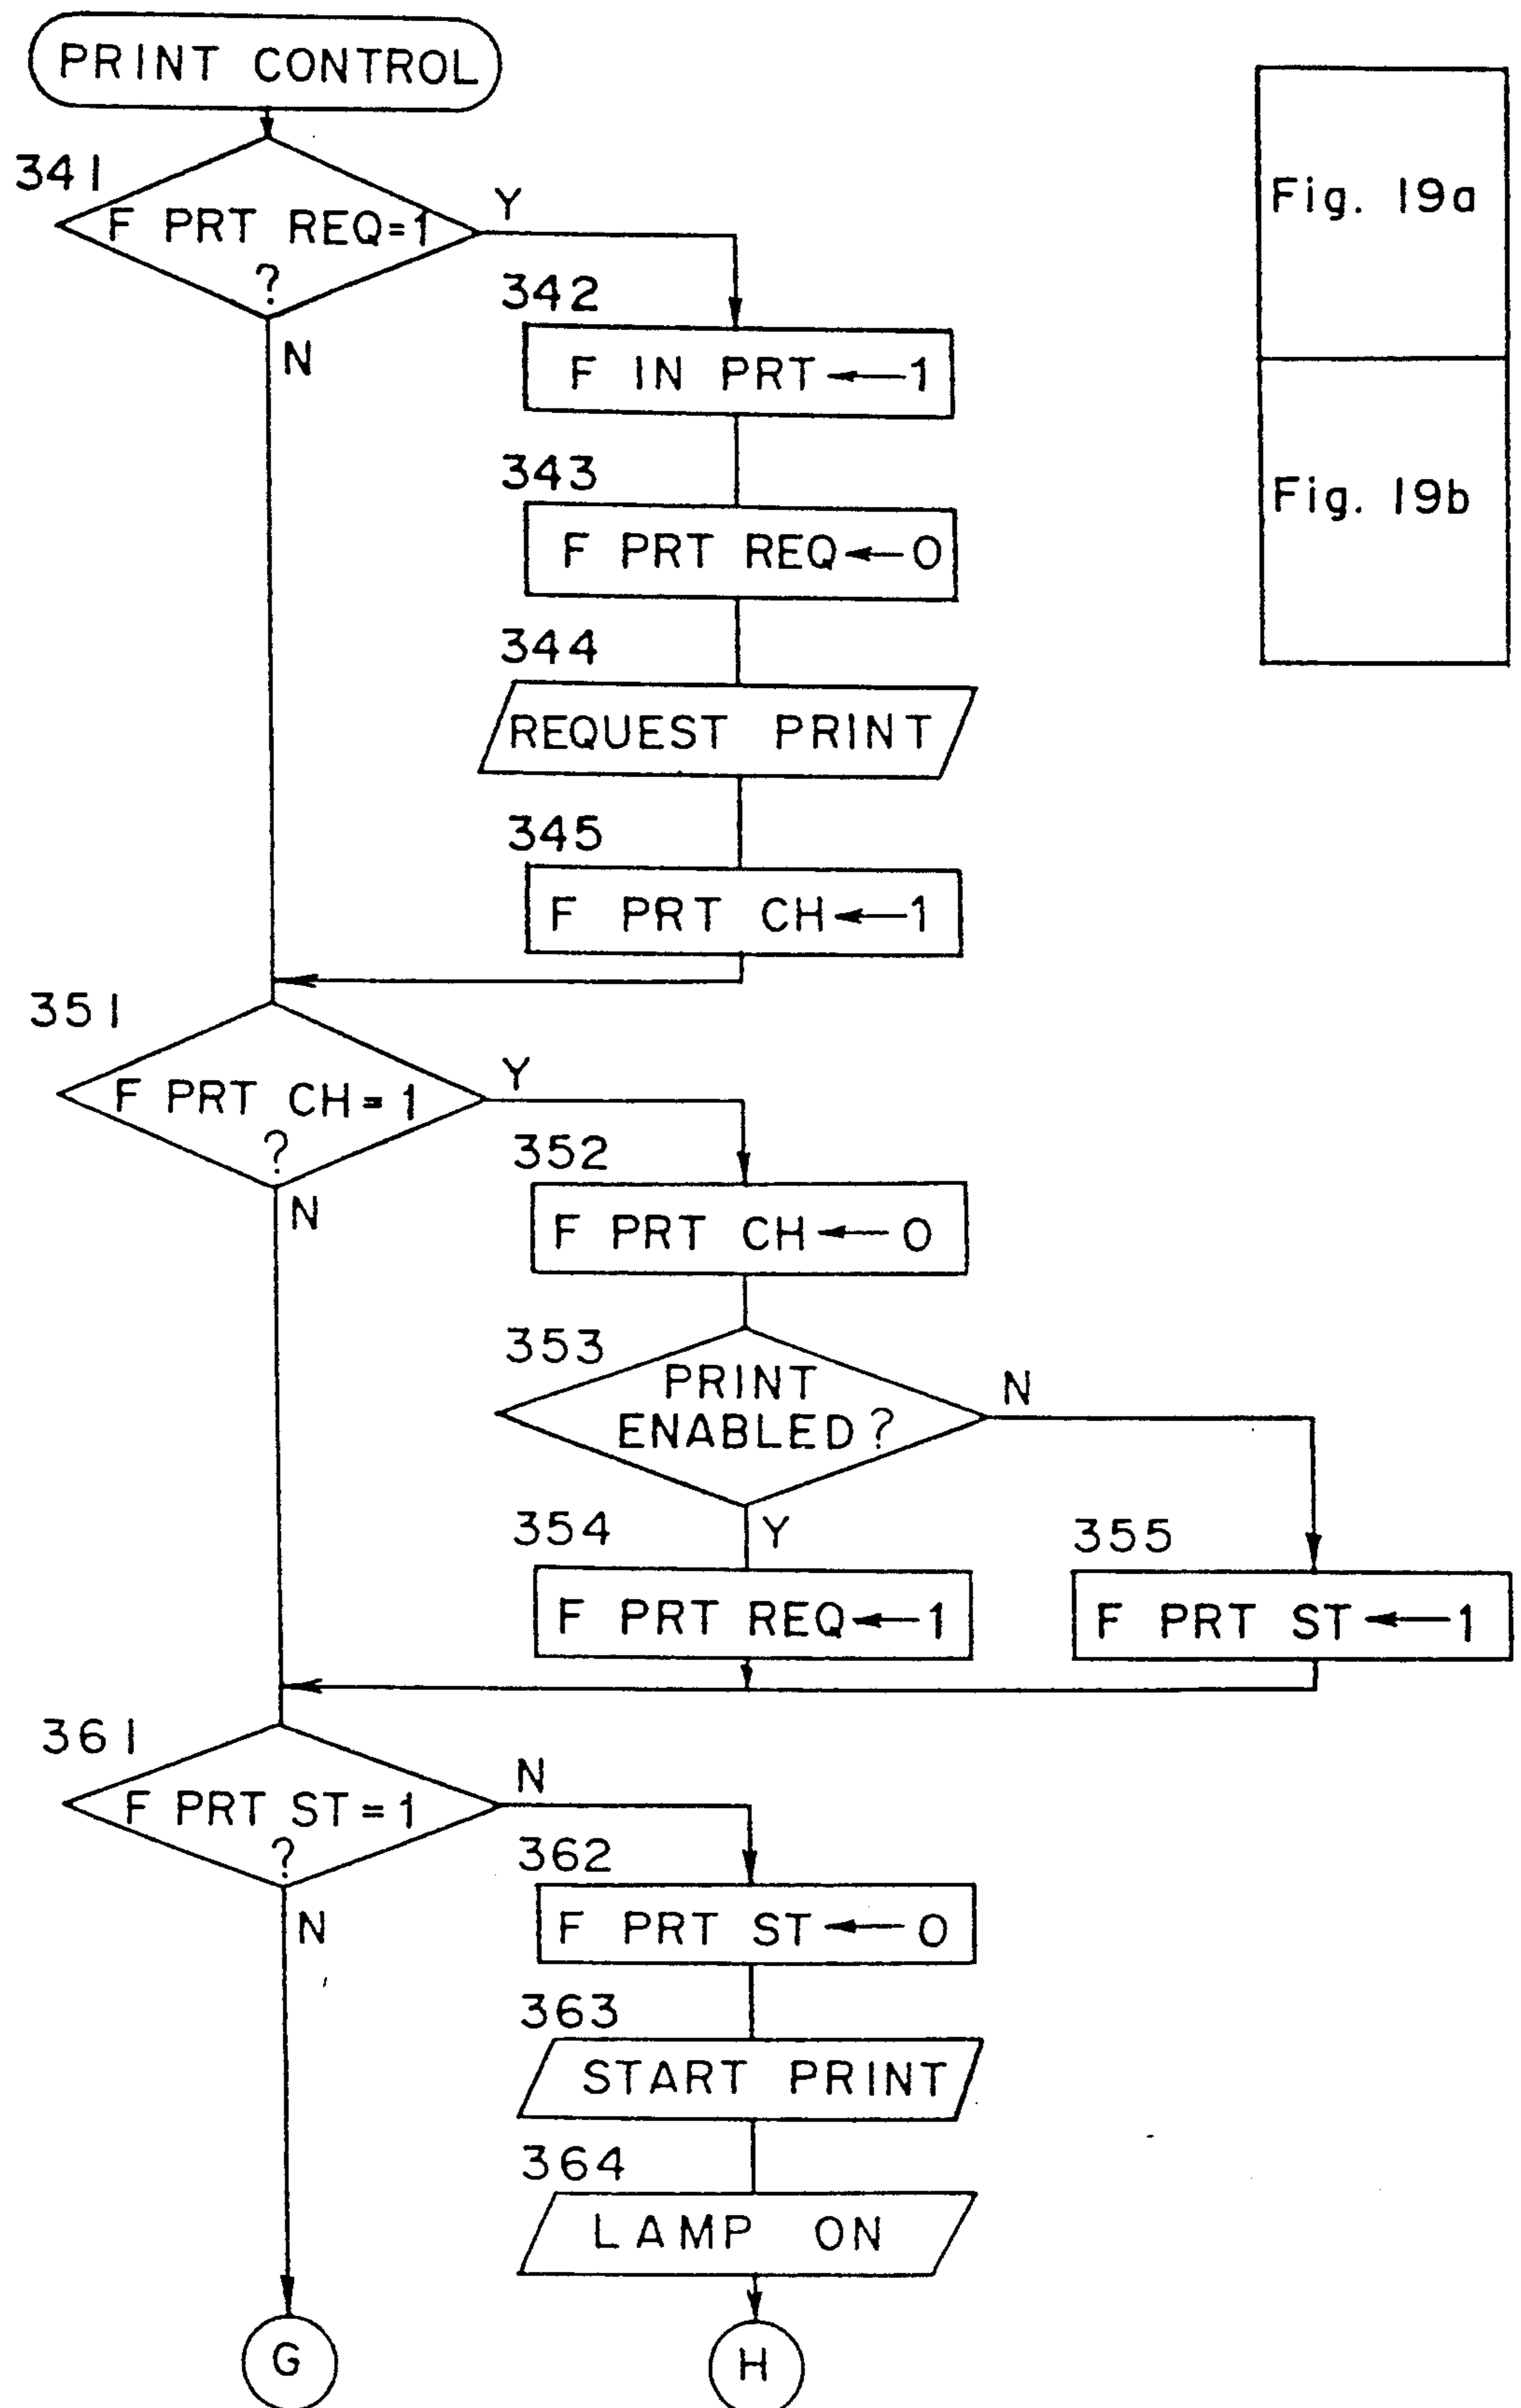 PRINT CONTROL
341
F PRT REQ=1
?
Y
N
342
F IN PRT←1
343
F PRT REQ←0
344
REQUEST PRINT
345
F PRT CH←1
351
F PRT CH=1
?
Y
N
352
F PRT CH←0
353
PRINT
ENABLED?
N
Y
354
F PRT REQ←1
355
F PRT ST←1
361
F PRT ST=1
?
N
N
362
F PRT ST←0
363
START PRINT
364
LAMP ON
G
H
Fig. 19a
Fig. 19b